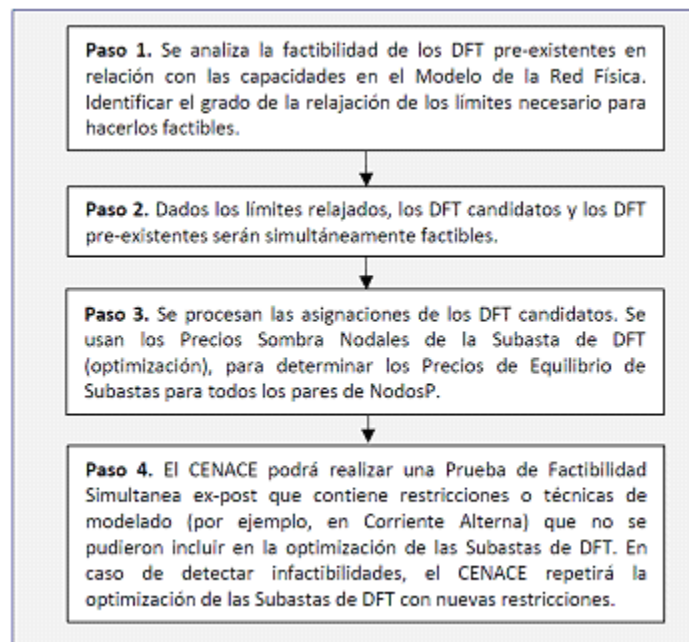 Paso 1. Se analiza la factibilidad de los DFT pre-existentes en
relación con las capacidades en el Modelo de la Red Física.
Identificar el grado de la relajación de los límites necesario para
hacerlos factibles.
Paso 2. Dados los límites relajados, los DFT candidatos y los DFT
pre-existentes serán simultáneamente factibles.
Paso 3. Se procesan las asignaciones de los DFT candidatos. Se
usan los Precios Sombra Nodales de la Subasta de DFT
(optimización), para determinar los Precios de Equilibrio de
Subastas para todos los pares de NodosP.
Paso 4. El CENACE podrá realizar una Prueba de Factibilidad
Simultanea ex-post que contiene restricciones o técnicas de
modelado (por ejemplo, en Corriente Alterna) que no se
pudieron incluir en la optimización de las Subastas de DFT. En
caso de detectar infactibilidades, el CENACE repetirá la
optimización de las Subastas de DFT con nuevas restricciones.